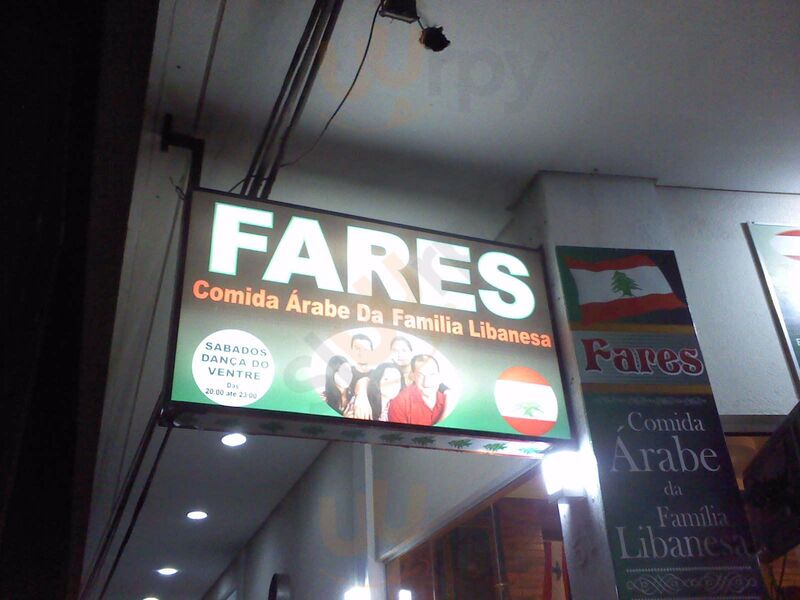 FARES
Comida Árabe Da Familia Libanesa
SABADOS
DANÇA DO
VENTRE
Das
20:00 até 23:00
Fares
Comida
Árabe
da
Família
Libanesa